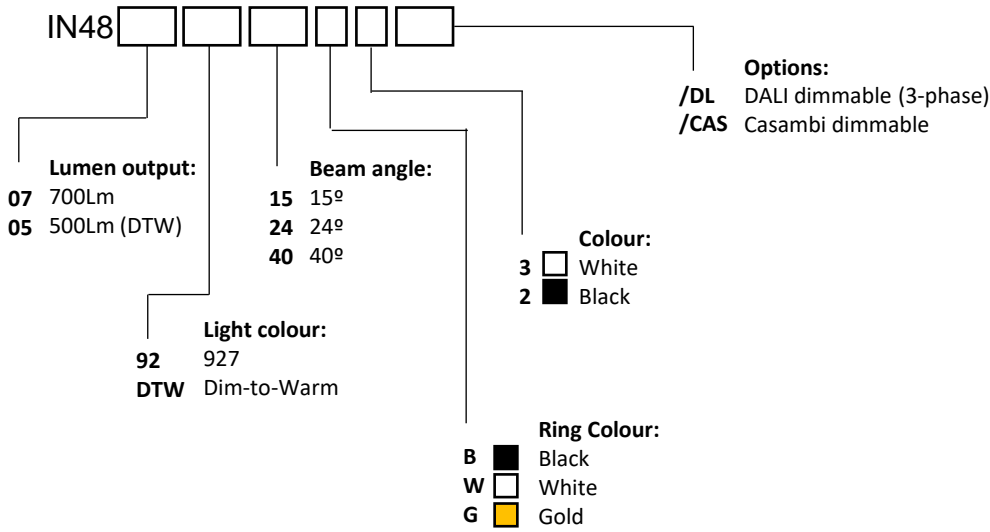 IN48
Options:
/DL DALI dimmable (3-phase)
/CAS Casambi dimmable
Lumen output:
07 700Lm
05 500Lm (DTW)
Beam angle:
15 15º
24 24º
40 40º
Colour:
3 White
2 Black
Light colour:
92 927
DTW Dim-to-Warm
Ring Colour:
B Black
W White
G Gold